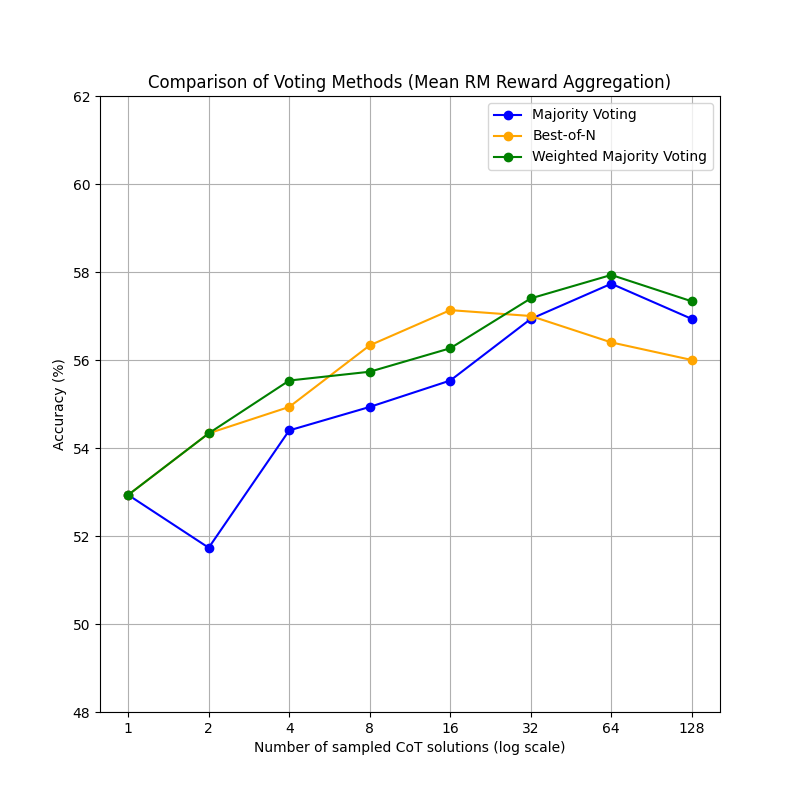 Comparison of Voting Methods (Mean RM Reward Aggregation)
Majority Voting
Best-of-N
Weighted Majority Voting
62
60
58
56
54
52
50
48
Accuracy (%)
1 2 4 8 16 32 64 128
Number of sampled CoT solutions (log scale)